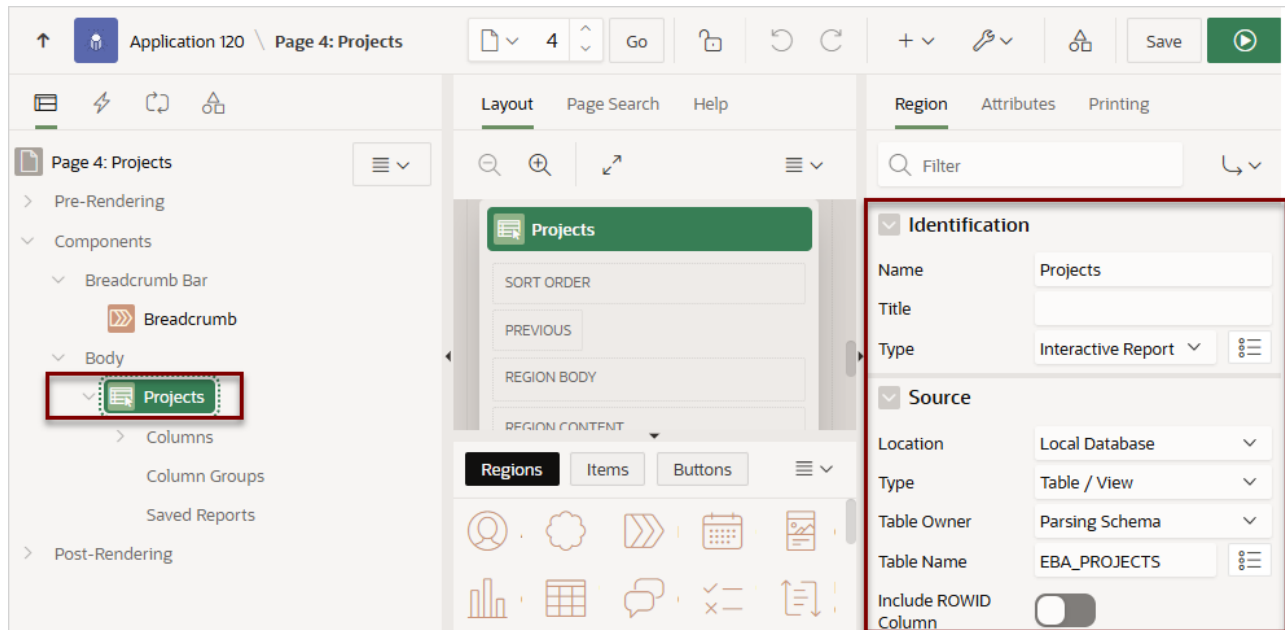 Application 120 \ Page 4: Projects
4
Go
Save
Layout
Page Search
Help
Region
Attributes
Printing
Page 4: Projects
Filter
Pre-Rendering
Components
Breadcrumb Bar
Breadcrumb
Body
Projects
Columns
Column Groups
Saved Reports
Post-Rendering
Projects
SORT ORDER
PREVIOUS
REGION BODY
REGION CONTENT
Regions
Items
Buttons
Identification
Name Projects
Title
Type Interactive Report
Source
Location Local Database
Type Table / View
Table Owner Parsing Schema
Table Name EBA_PROJECTS
Include ROWID
Column